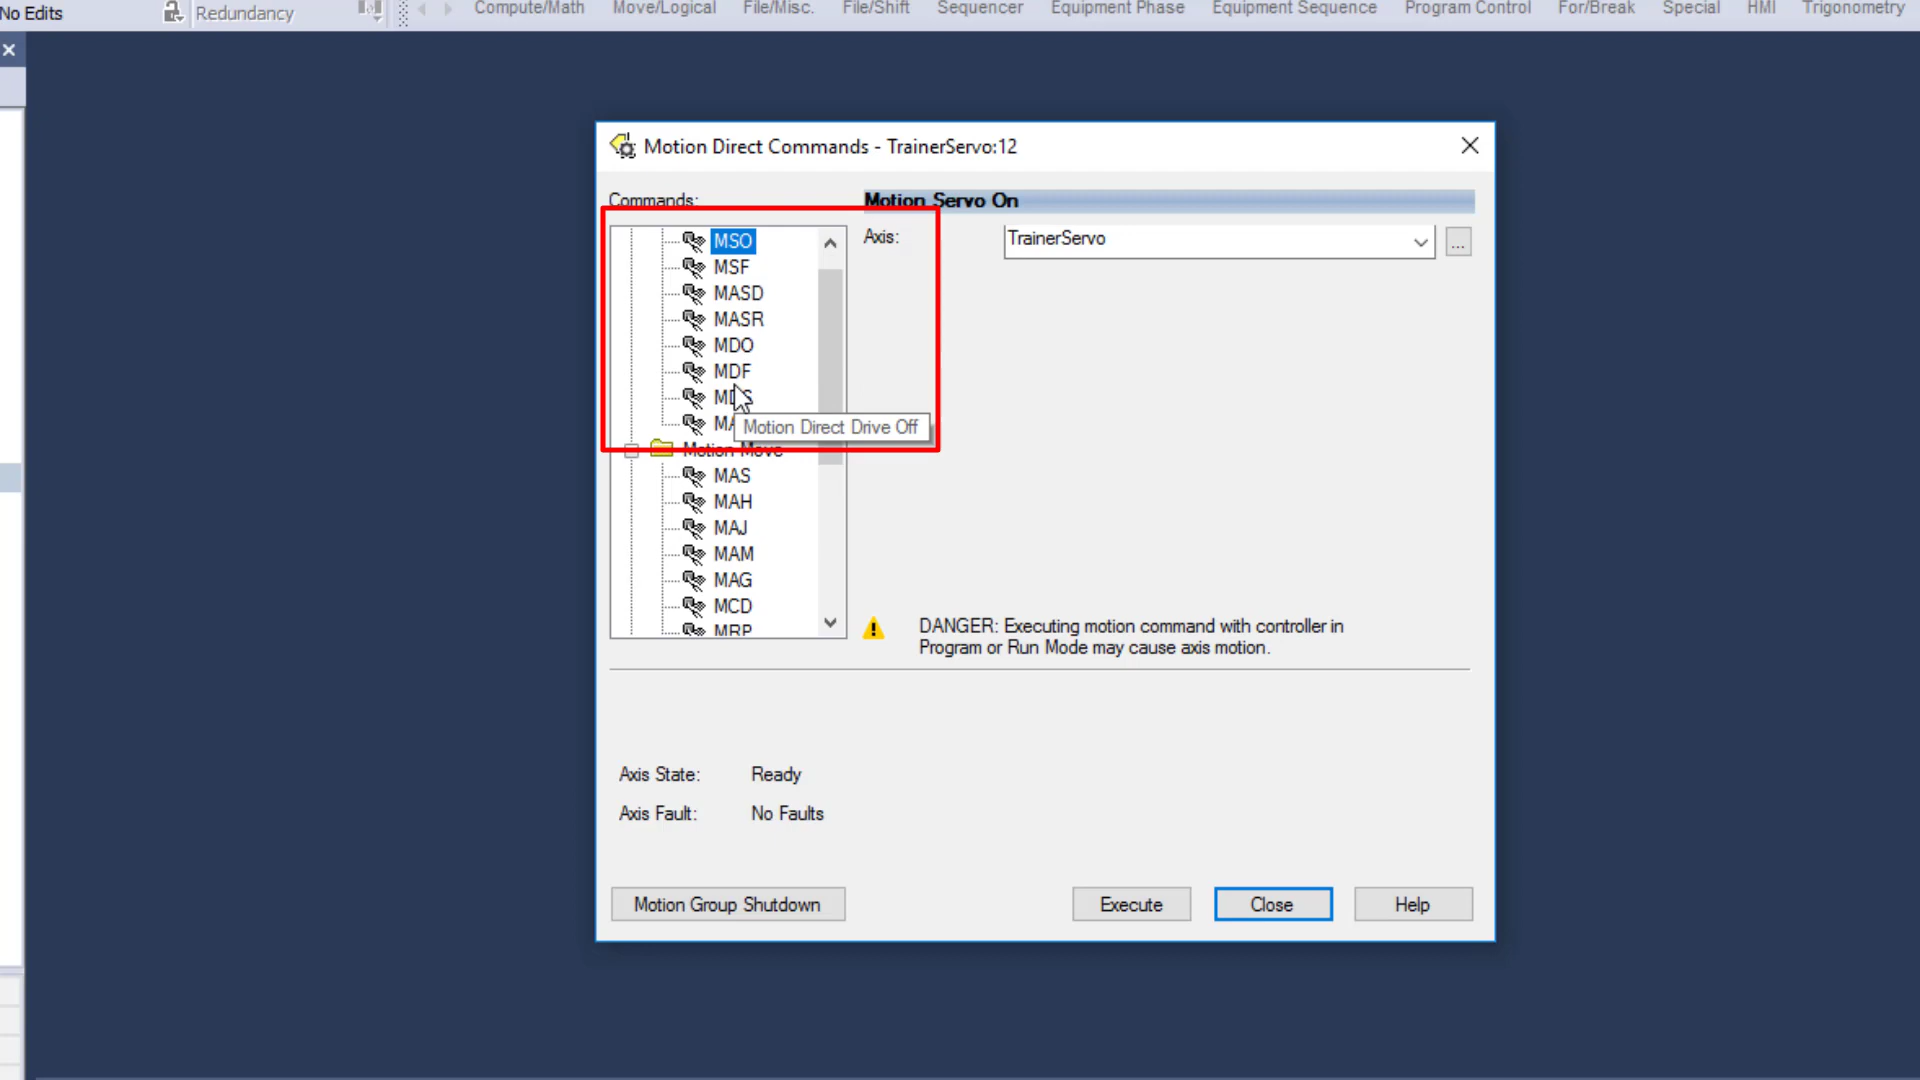 No Edits
Redundancy
Compute/Math Move/Logical File/Misc. File/Shift Sequencer Equipment Phase Equipment Sequence Program Control For/Break Special HMI Trigonometry
Motion Direct Commands - TrainerServo:12
Commands:
Motion Servo On
Axis:
TrainerServo
...
MSO
MSF
MASD
MASR
MDO
MDF
Motion Direct Drive Off
Motion Move
MAS
MAH
MAJ
MAM
MAG
MCD
MRP
DANGER: Executing motion command with controller in
Program or Run Mode may cause axis motion.
Axis State: Ready
Axis Fault: No Faults
Motion Group Shutdown
Execute
Close
Help